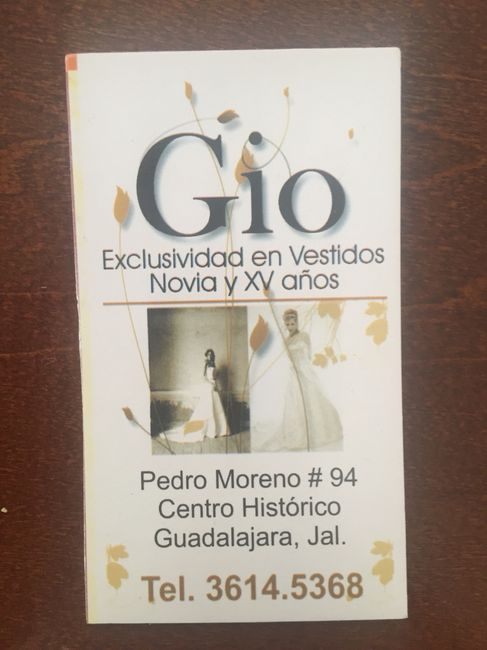 Gio
Exclusividad en Vestidos
Novia y XV años
Pedro Moreno # 94
Centro Histórico
Guadalajara, Jal.
Tel. 3614.5368